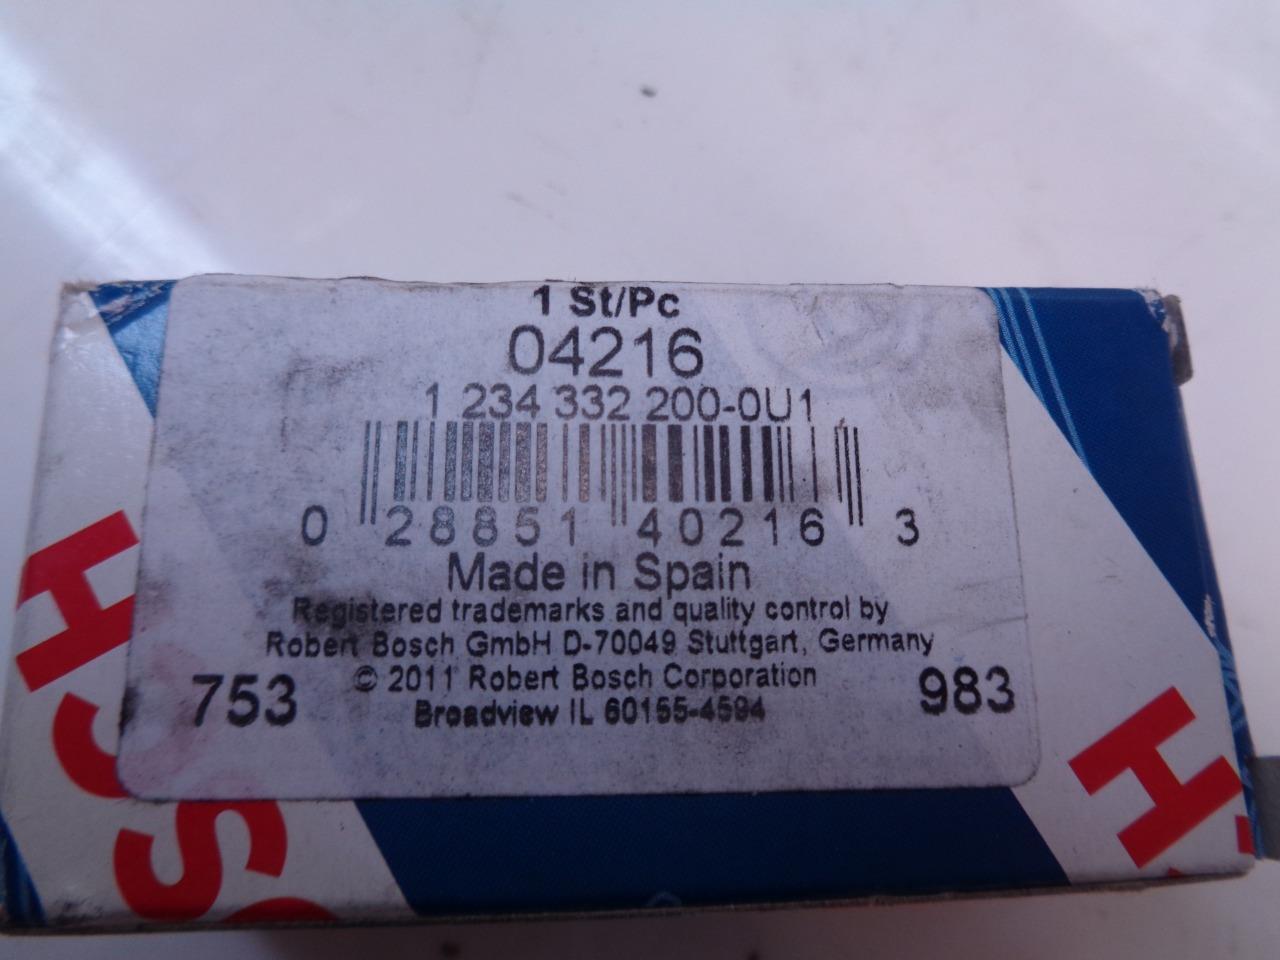 1 St/Pc
04216
1 234 332 200-0U1
0 28851 40216 3
Made in Spain
Registered trademarks and quality control by
Robert Bosch GmbH D-70049 Stuttgart, Germany
© 2011 Robert Bosch Corporation
Broadview IL 60155-4594
753
983
H
SCH